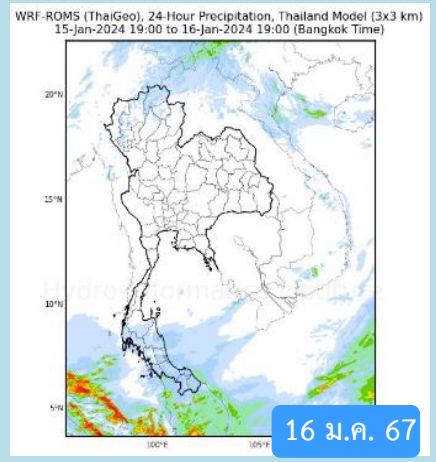 WRF-ROMS (ThaiGeo), 24-Hour Precipitation, Thailand Model (3x3 km)
15-Jan-2024 19:00 to 16-Jan-2024 19:00 (Bangkok Time)
20°N
15°N
10°N
5°N
100°E
105°E
16 ม.ค. 67